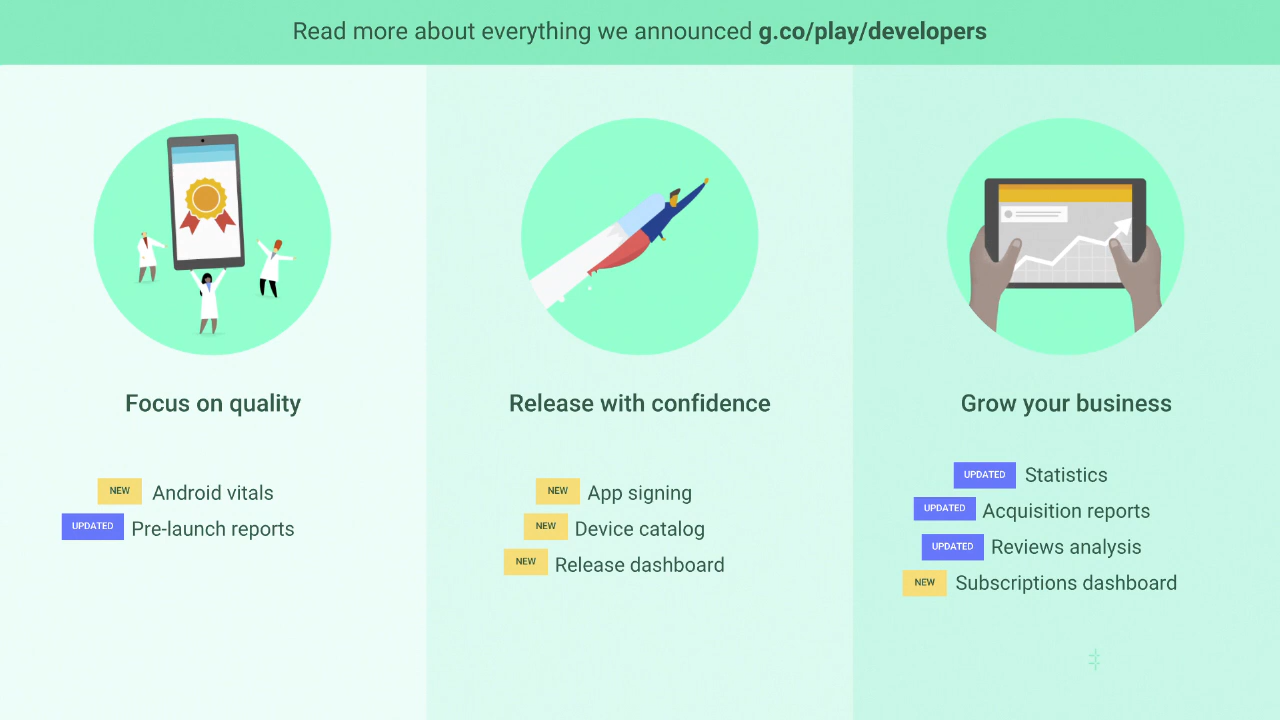 Read more about everything we announced g.co/play/developers
Focus on quality
NEW Android vitals
UPDATED Pre-launch reports
Release with confidence
NEW App signing
NEW Device catalog
NEW Release dashboard
Grow your business
UPDATED Statistics
UPDATED Acquisition reports
UPDATED Reviews analysis
NEW Subscriptions dashboard